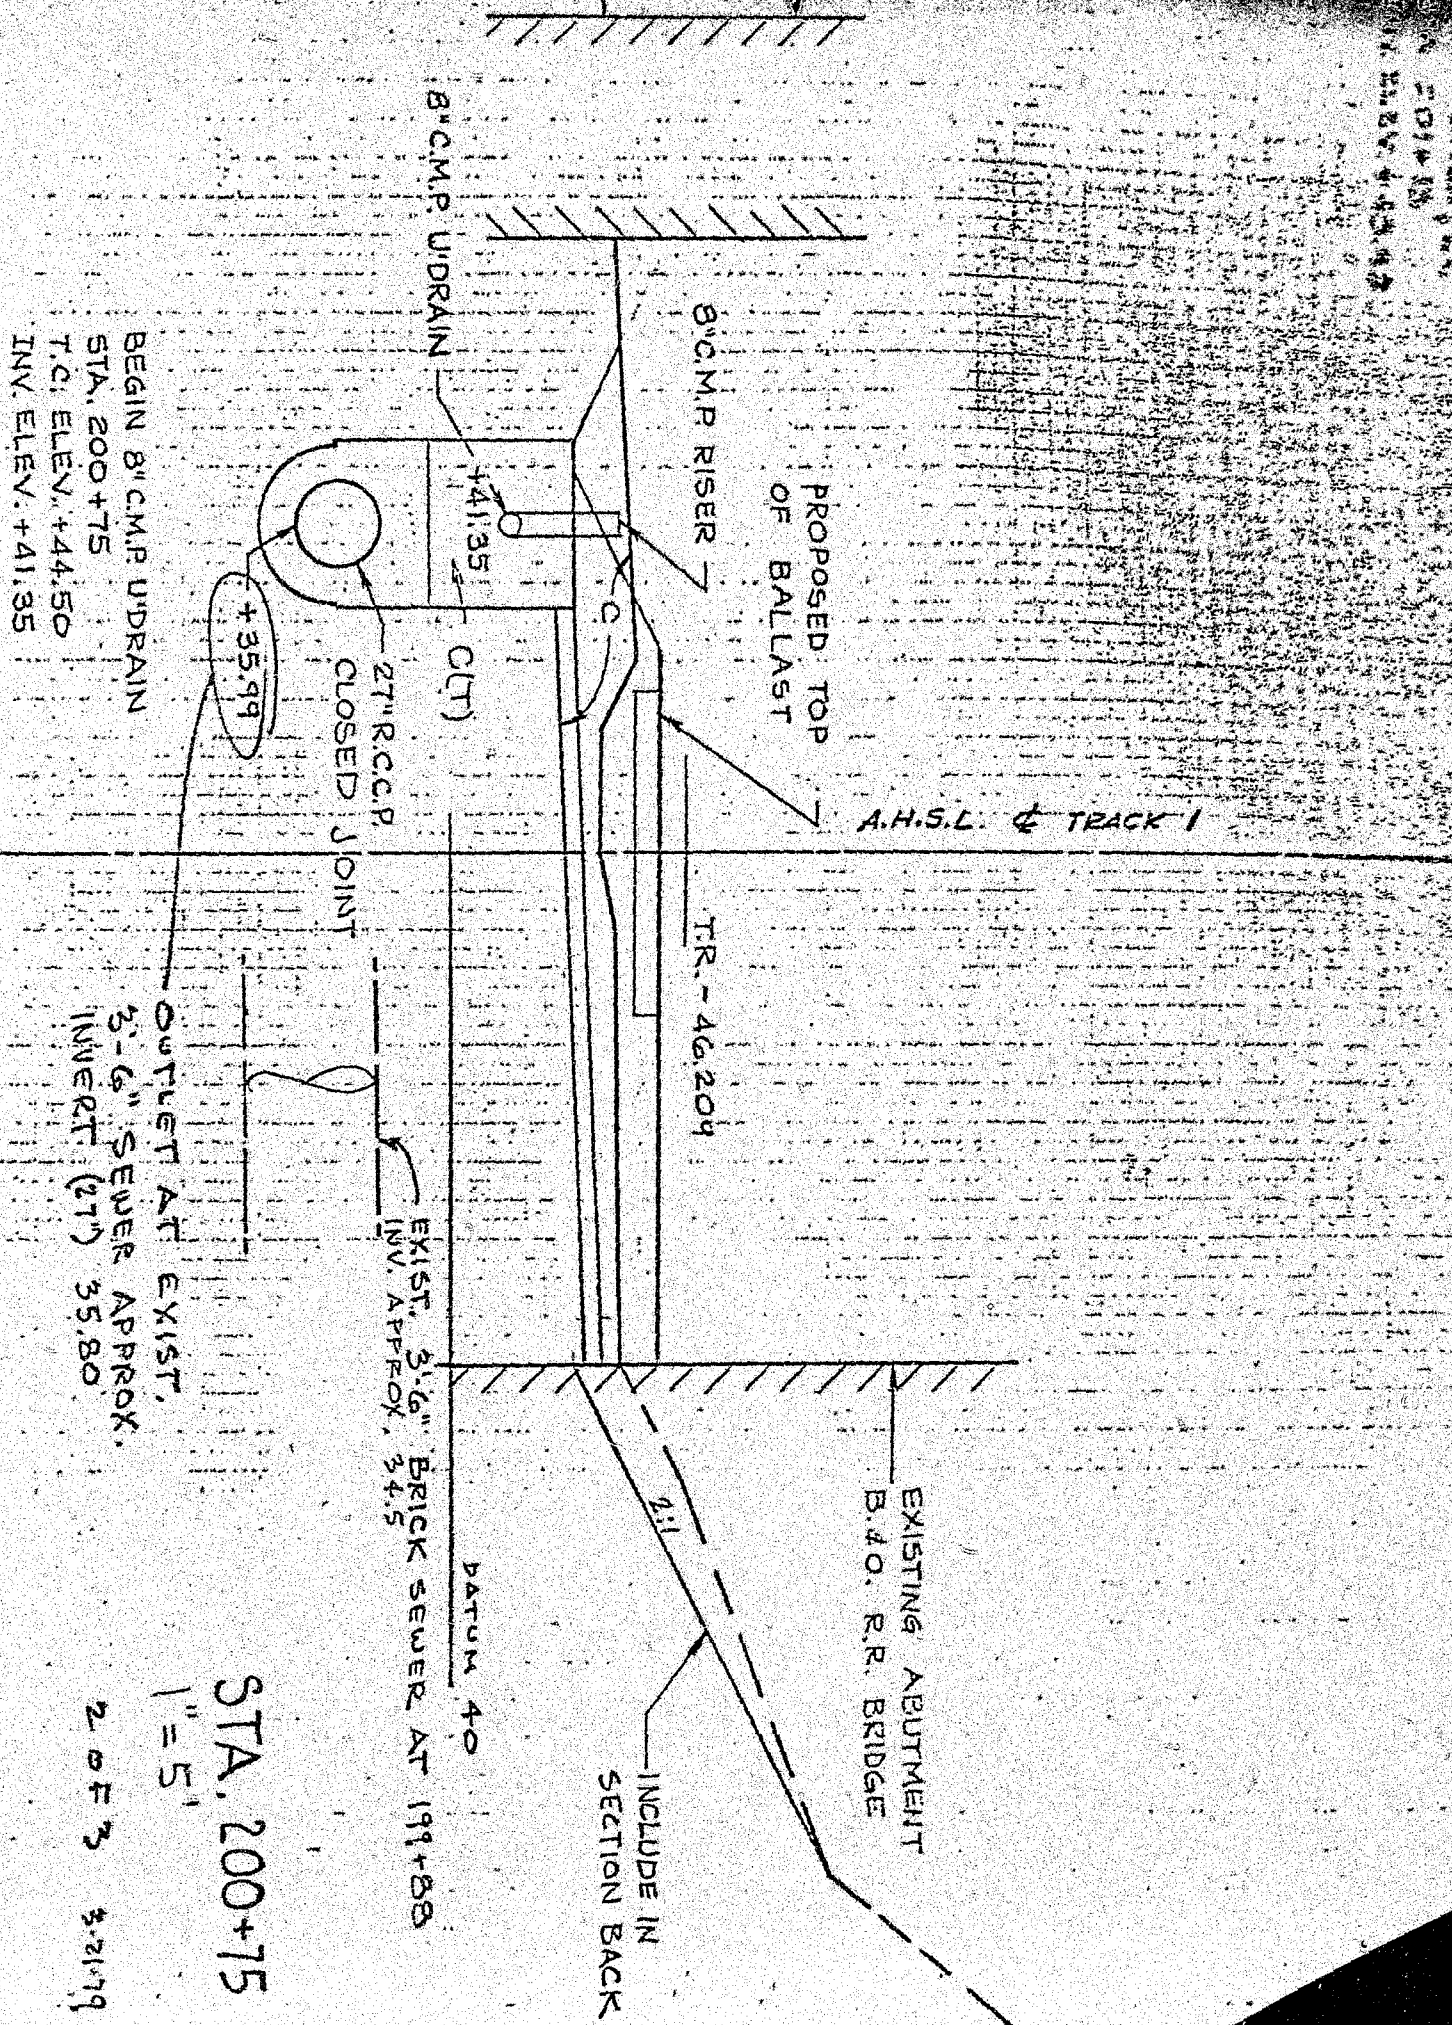 8" C.M.P. U'DRAIN
8" C.M.P. RISER
PROPOSED TOP
OF BALLAST
A.H.S.L. ℄ TRACK 1
T.R. - 46.209
EXISTING ABUTMENT
B.&O. R.R. BRIDGE
+41.35
C
C(T)
27" R.C.C.P.
CLOSED JOINT
+35.99
BEGIN 8" C.M.P. U'DRAIN
STA. 200+75
T.C. ELEV. +44.50
INV. ELEV. +41.35
2:1
INCLUDE IN
SECTION BACK
DATUM 40
EXIST. 3'-6" BRICK SEWER AT 199+88
INV. APPROX. 34.5
OUTLET AT EXIST.
3'-6" SEWER APPROX.
INVERT (27") 35.80
STA. 200+75
1"=5'
2 OF 3 3-21-79